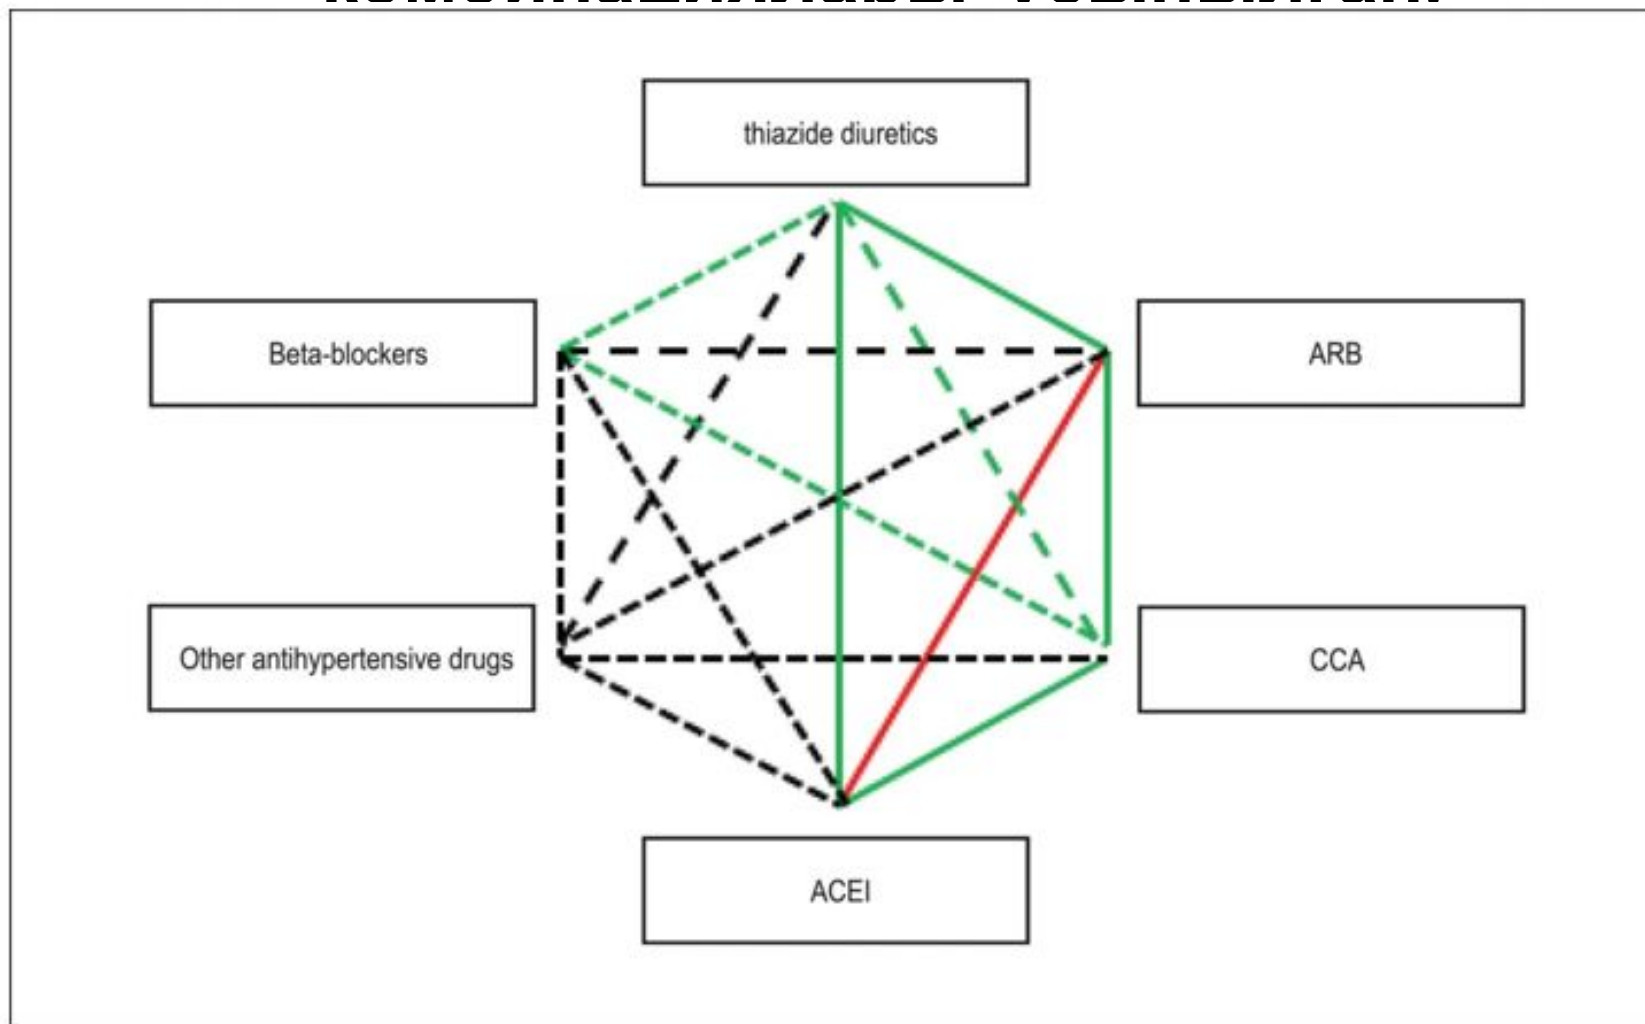 thiazide diuretics
Beta-blockers
ARB
Other antihypertensive drugs
CCA
ACEI